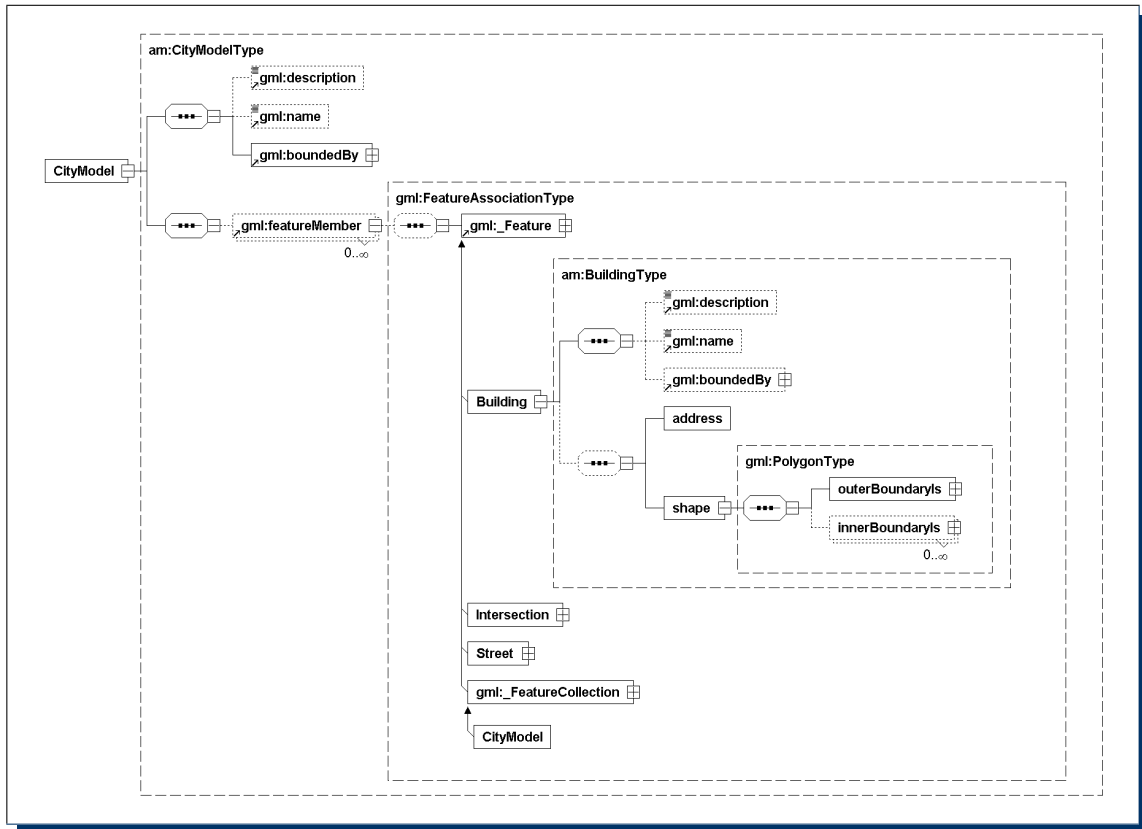 am:CityModelType
gml:description
gml:name
gml:boundedBy
CityModel
gml:FeatureAssociationType
gml:featureMember
gml:_Feature
0..∞
am:BuildingType
gml:description
gml:name
gml:boundedBy
Building
address
gml:PolygonType
outerBoundaryIs
shape
innerBoundaryIs
0..∞
Intersection
Street
gml:_FeatureCollection
CityModel